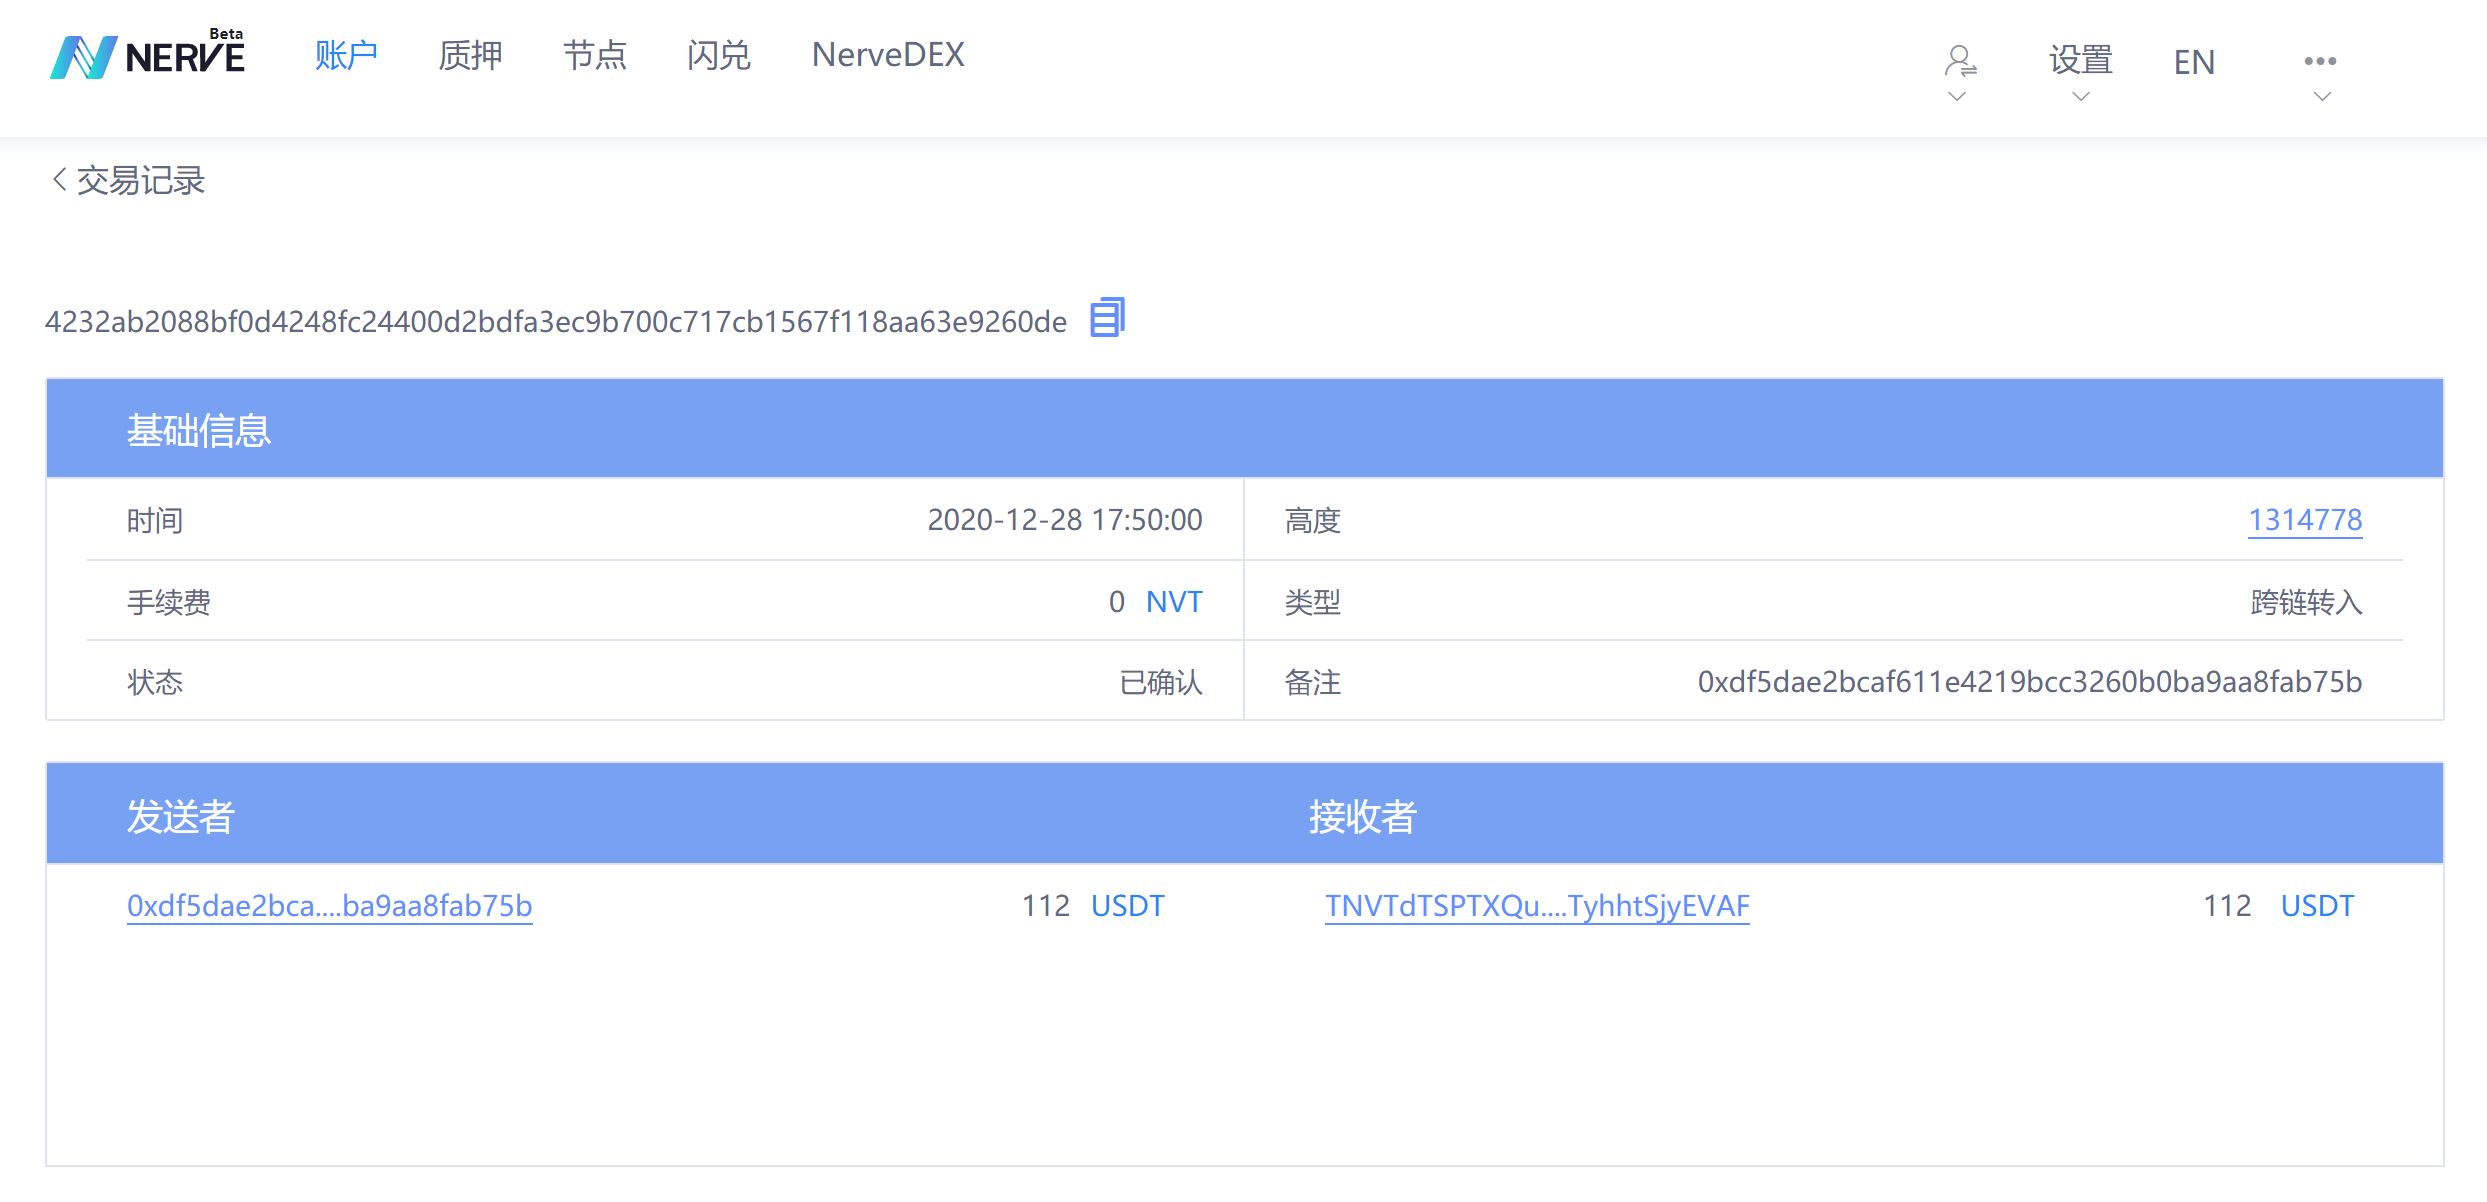 NERVE Beta 账户 质押 节点 闪兑 NerveDEX 设置 EN
交易记录
4232ab2088bf0d4248fc24400d2bdfa3ec9b700c717cb1567f118aa63e9260de
基础信息
时间 2020-12-28 17:50:00 高度 1314778
手续费 0 NVT 类型 跨链转入
状态 已确认 备注 0xdf5dae2bcaf611e4219bcc3260b0ba9aa8fab75b
发送者 接收者
0xdf5dae2bca....ba9aa8fab75b 112 USDT TNVTdTSPTXQu....TyhhtSjyEVAF 112 USDT